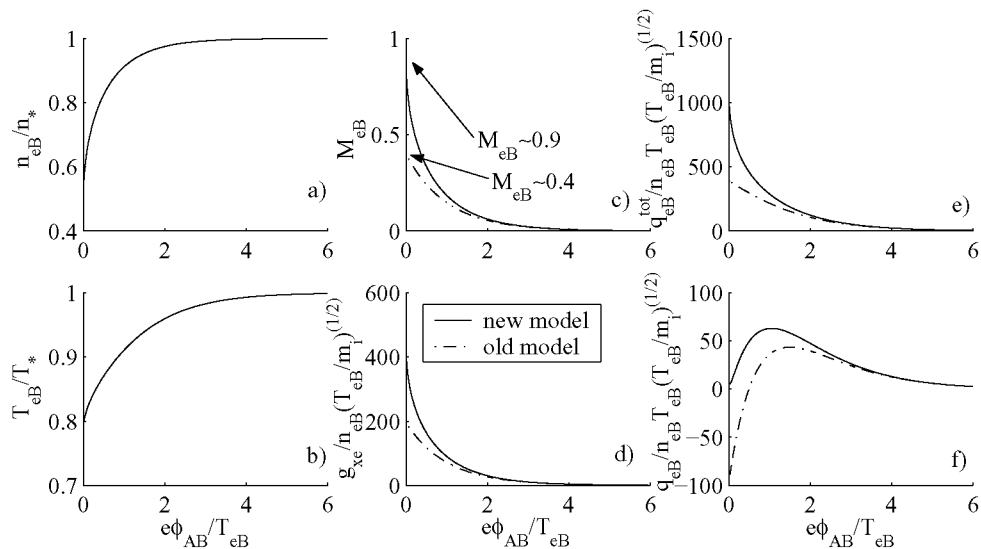 1
0.8
0.6
0.4
0 2 4 6
n_eB/n_*
a)
1
0.9
0.8
0.7
0 2 4 6
T_eB/T_*
b)
eϕ_AB/T_eB
1
0.5
0
0 2 4 6
M_eB
M_eB~0.9
M_eB~0.4
c)
600
400
200
0
0 2 4 6
g_xe/n_eB(T_eB/m_i)^(1/2)
new model
old model
d)
eϕ_AB/T_eB
1500
1000
500
0
0 2 4 6
q_eB^tot/n_eB T_eB(T_eB/m_i)^(1/2)
e)
100
50
0
−50
−100
0 2 4 6
q_eB/n_eB T_eB(T_eB/m_i)^(1/2)
f)
eϕ_AB/T_eB